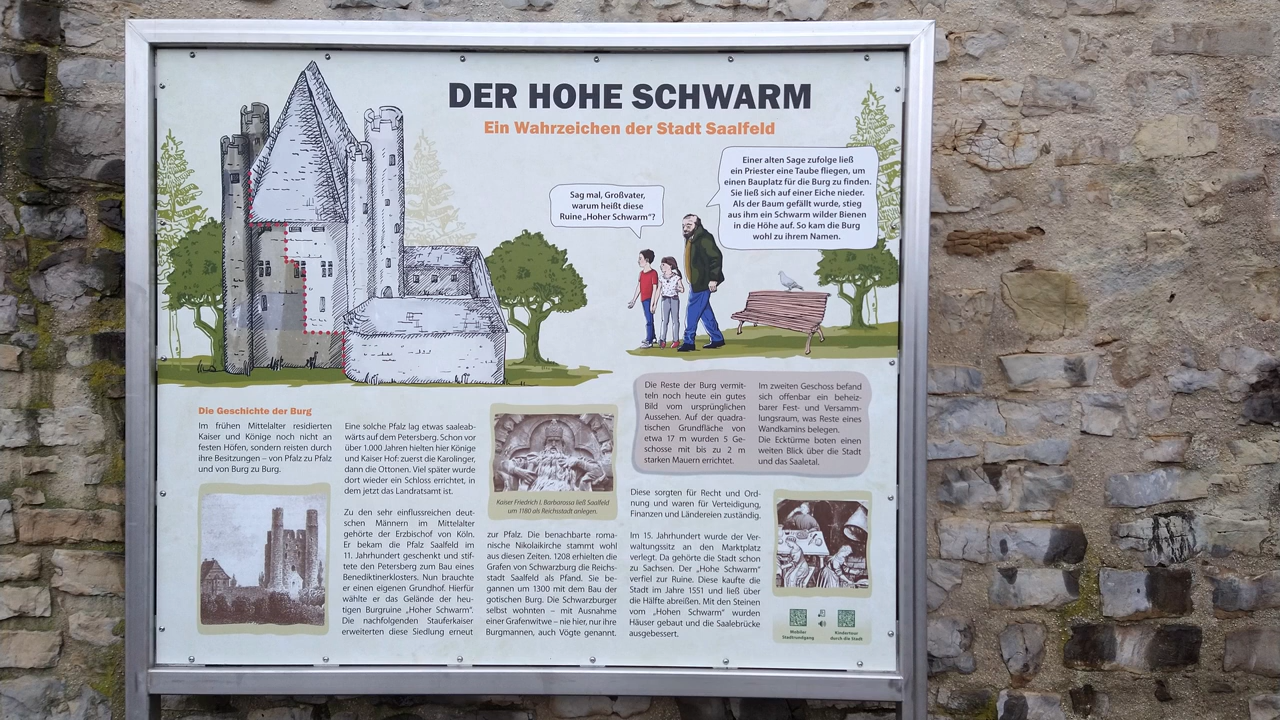 DER HOHE SCHWARM
Ein Wahrzeichen der Stadt Saalfeld
Sag mal, Großvater,
warum heißt diese
Ruine „Hoher Schwarm“?
Einer alten Sage zufolge ließ
ein Priester eine Taube fliegen, um
einen Bauplatz für die Burg zu finden.
Sie ließ sich auf einer Eiche nieder.
Als der Baum gefällt wurde, stieg
aus ihm ein Schwarm wilder Bienen
in die Höhe auf. So kam die Burg
wohl zu ihrem Namen.
Die Geschichte der Burg
Im frühen Mittelalter residierten
Kaiser und Könige noch nicht an
festen Höfen, sondern reisten durch
ihre Besitzungen – von Pfalz zu Pfalz
und von Burg zu Burg.
Eine solche Pfalz lag etwas saaleab-
wärts auf dem Petersberg. Schon vor
über 1.000 Jahren hielten hier Könige
und Kaiser Hof: zuerst die Karolinger,
dann die Ottonen. Viel später wurde
dort wieder ein Schloss errichtet, in
dem jetzt das Landratsamt ist.
Zu den sehr einflussreichen deut-
schen Männern im Mittelalter
gehörte der Erzbischof von Köln.
Er bekam die Pfalz Saalfeld im
11. Jahrhundert geschenkt und stif-
tete den Petersberg zum Bau eines
Benediktinerklosters. Nun brauchte
er einen eigenen Grundhof. Hierfür
wählte er das Gelände der heu-
tigen Burgruine „Hoher Schwarm“.
Die nachfolgenden Stauferkaiser
erweiterten diese Siedlung erneut
Kaiser Friedrich I. Barbarossa ließ Saalfeld
um 1180 als Reichsstadt anlegen.
zur Pfalz. Die benachbarte roma-
nische Nikolaikirche stammt wohl
aus diesen Zeiten. 1208 erhielten die
Grafen von Schwarzburg die Reichs-
stadt Saalfeld als Pfand. Sie be-
gannen um 1300 mit dem Bau der
gotischen Burg. Die Schwarzburger
selbst wohnten – mit Ausnahme
einer Grafenwitwe – nie hier, nur ihre
Burgmannen, auch Vögte genannt.
Die Reste der Burg vermit-
teln noch heute ein gutes
Bild vom ursprünglichen
Aussehen. Auf der quadra-
tischen Grundfläche von
etwa 17 m wurden 5 Ge-
schosse mit bis zu 2 m
starken Mauern errichtet.
Im zweiten Geschoss befand
sich offenbar ein beheiz-
barer Fest- und Versamm-
lungsraum, was Reste eines
Wandkamins belegen.
Die Ecktürme boten einen
weiten Blick über die Stadt
und das Saaletal.
Diese sorgten für Recht und Ord-
nung und waren für Verteidigung,
Finanzen und Ländereien zuständig.
Im 15. Jahrhundert wurde der Ver-
waltungssitz an den Marktplatz
verlegt. Da gehörte die Stadt schon
zu Sachsen. Der „Hohe Schwarm“
verfiel zur Ruine. Diese kaufte die
Stadt im Jahre 1551 und ließ über
die Hälfte abreißen. Mit den Steinen
vom „Hohen Schwarm“ wurden
Häuser gebaut und die Saalebrücke
ausgebessert.
Mobiler
Stadtrundgang
Kindertour
durch die Stadt